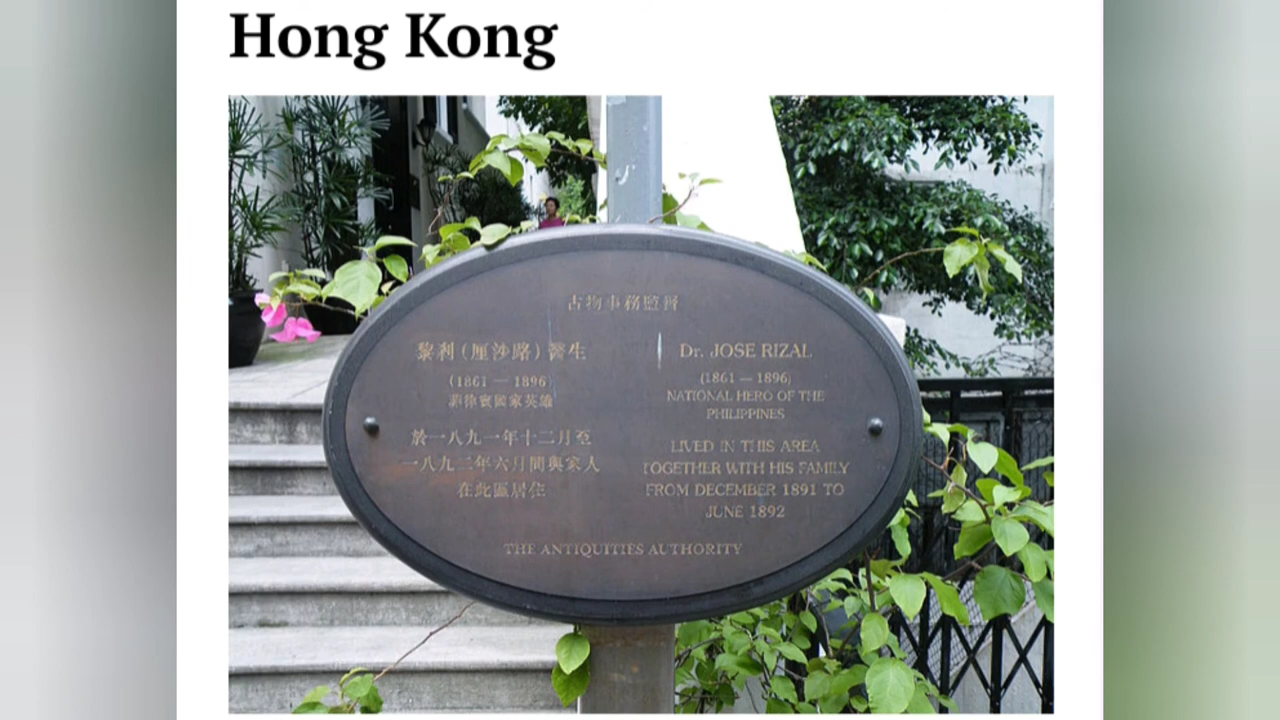 Hong Kong
古物事務監督
黎剎(厘沙路)醫生
(1861 — 1896)
菲律賓國家英雄
於一八九一年十二月至
一八九二年六月間與家人
在此區居住
Dr. JOSE RIZAL
(1861 — 1896)
NATIONAL HERO OF THE
PHILIPPINES
LIVED IN THIS AREA
TOGETHER WITH HIS FAMILY
FROM DECEMBER 1891 TO
JUNE 1892
THE ANTIQUITIES AUTHORITY